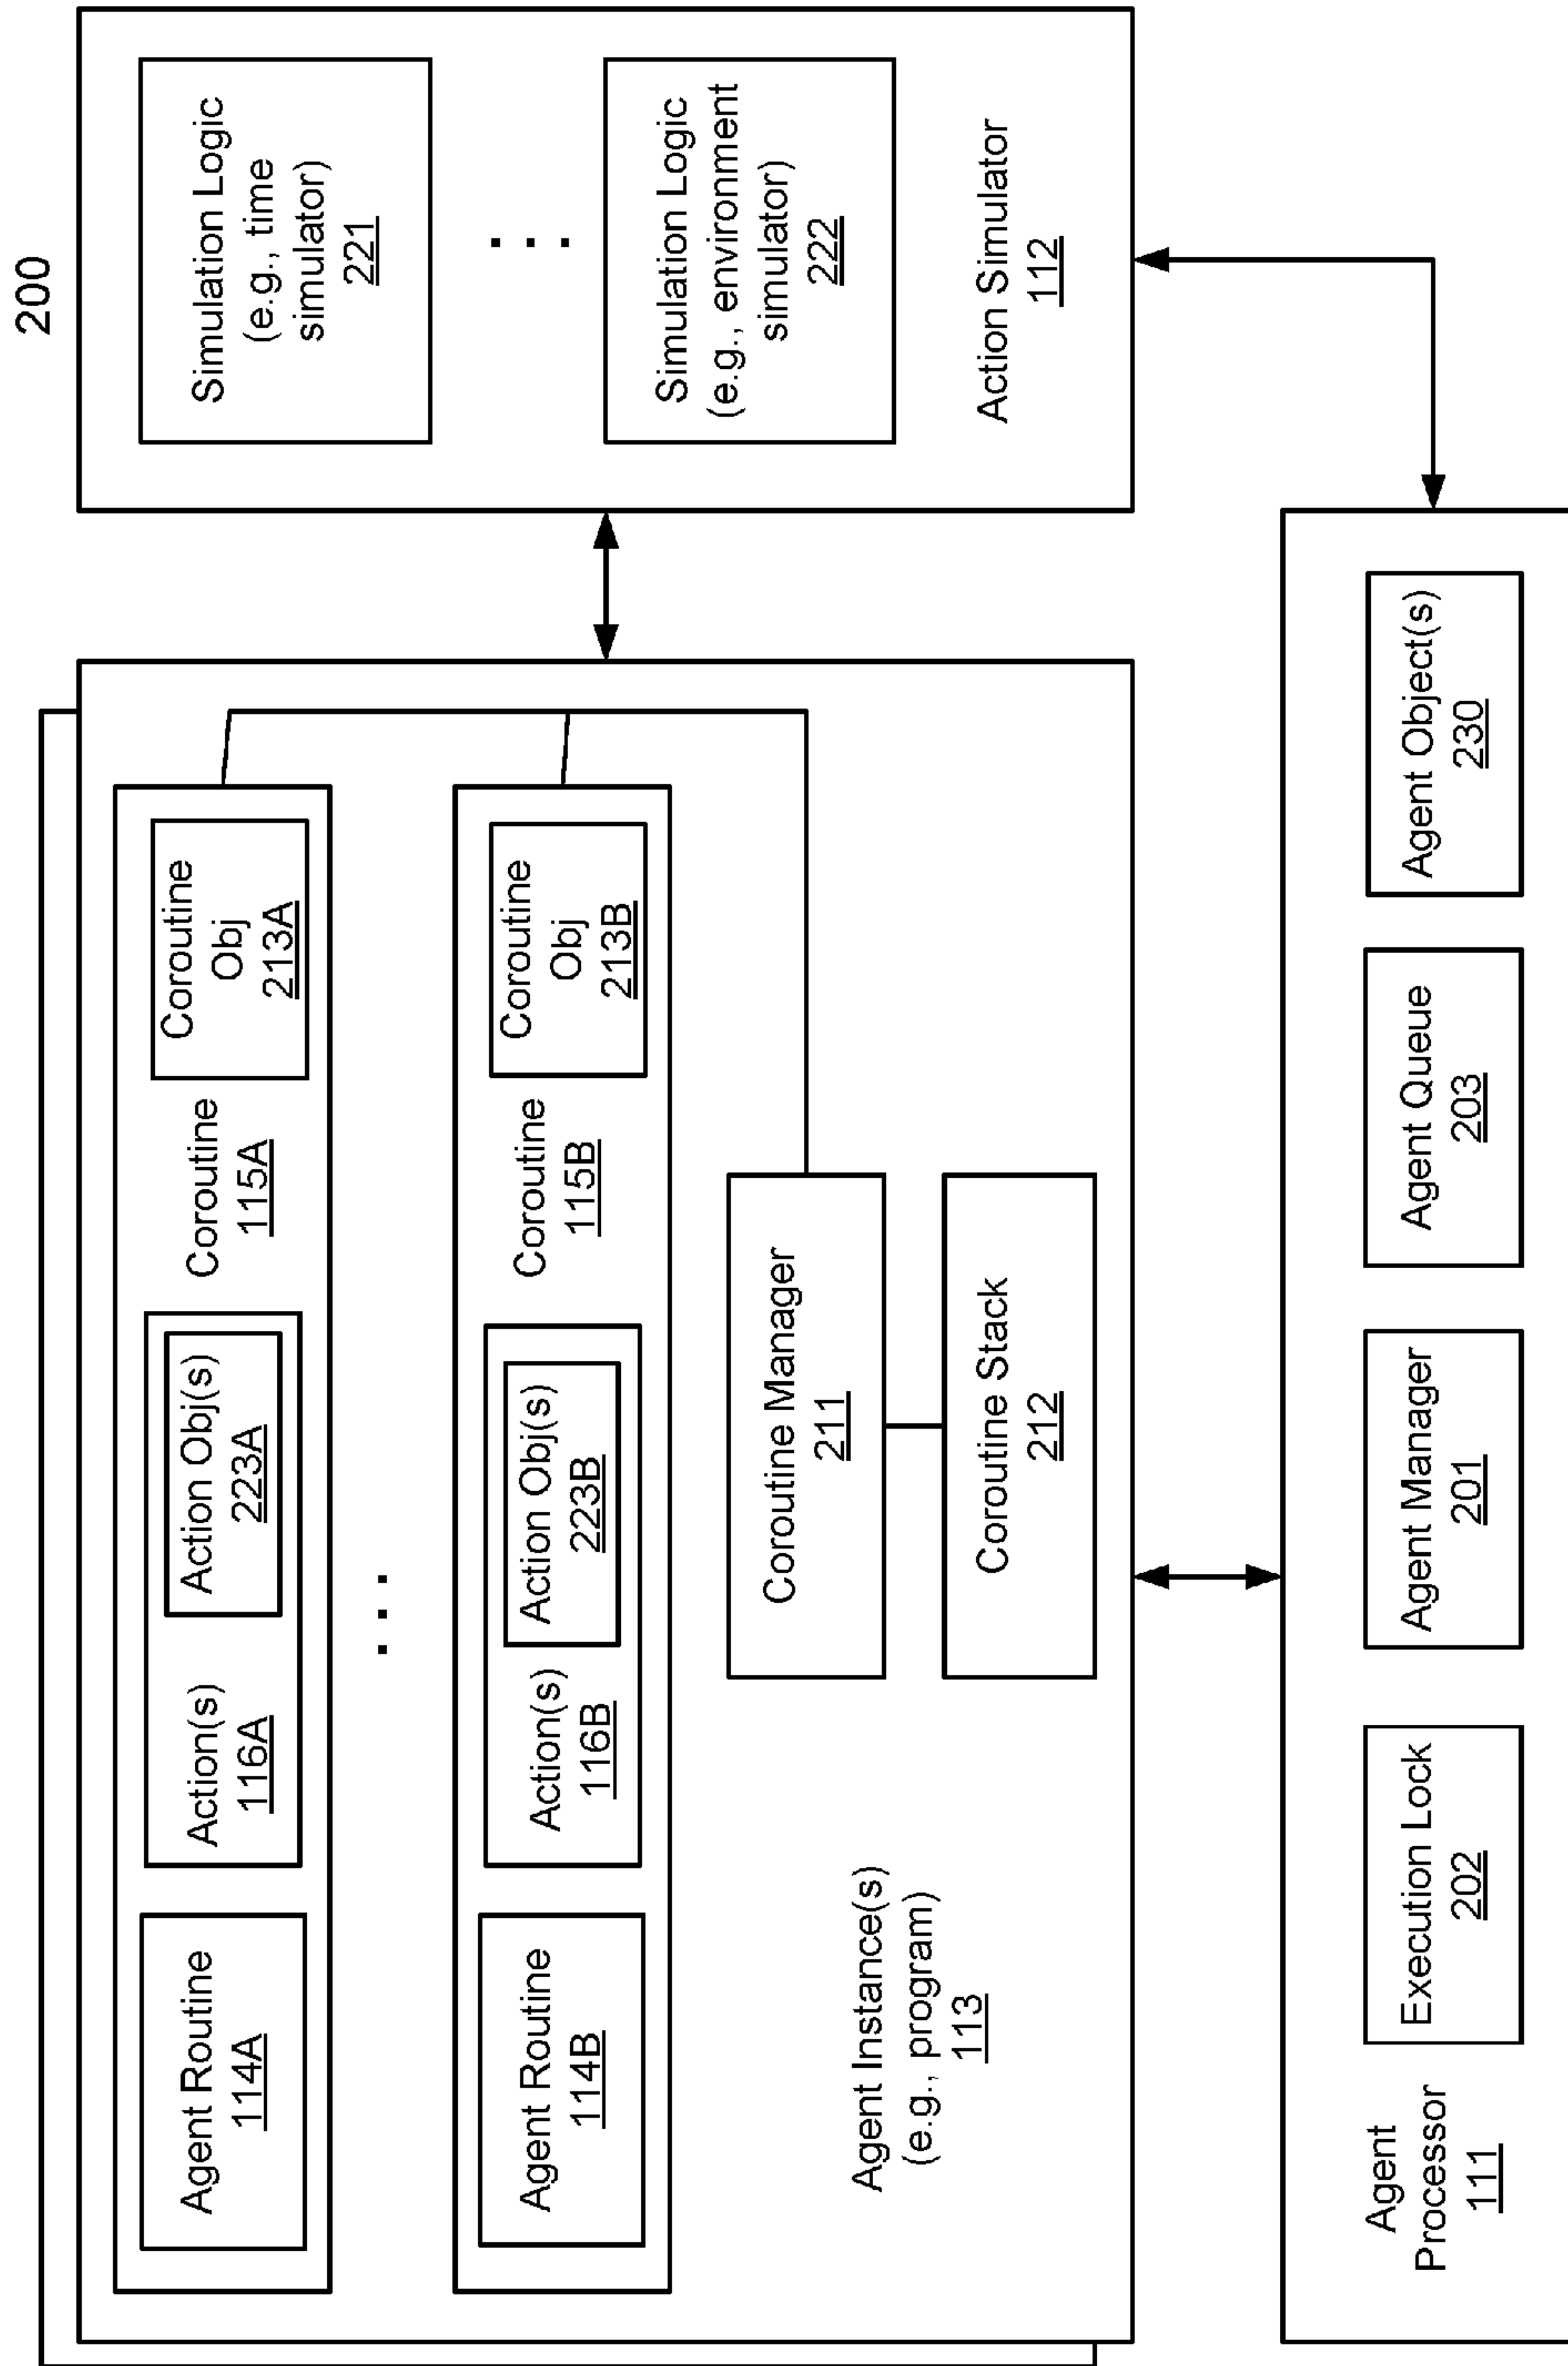 200
Agent Routine
114A
Action(s)
116A
Action Obj(s)
223A
Coroutine
115A
Coroutine
Obj
213A
. . .
Agent Routine
114B
Action(s)
116B
Action Obj(s)
223B
Coroutine
115B
Coroutine
Obj
213B
Coroutine Manager
211
Coroutine Stack
212
Agent Instance(s)
(e.g., program)
113
Simulation Logic
(e.g., time
simulator)
221
. . .
Simulation Logic
(e.g., environment
simulator)
222
Action Simulator
112
Agent
Processor
111
Execution Lock
202
Agent Manager
201
Agent Queue
203
Agent Object(s)
230